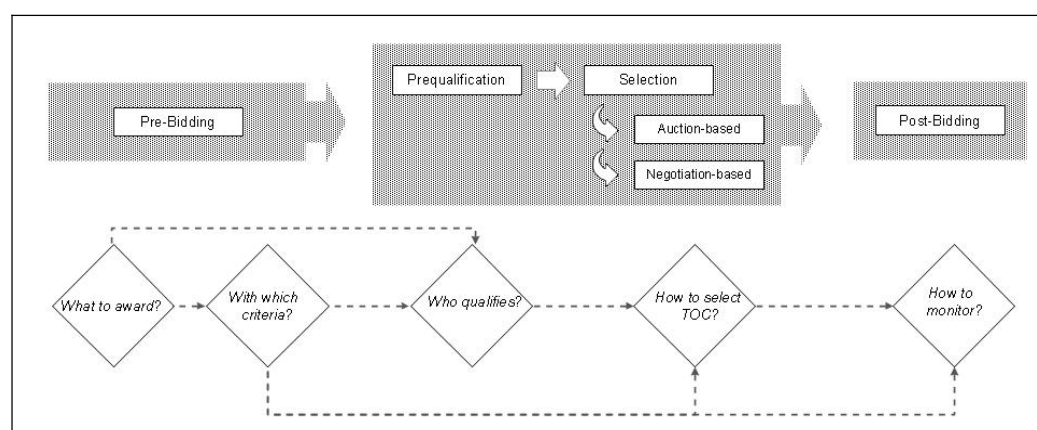 Prequalification
Selection
Pre-Bidding
Auction-based
Post-Bidding
Negotiation-based
What to award?
With which
criteria?
Who qualifies?
How to select
TOC?
How to
monitor?